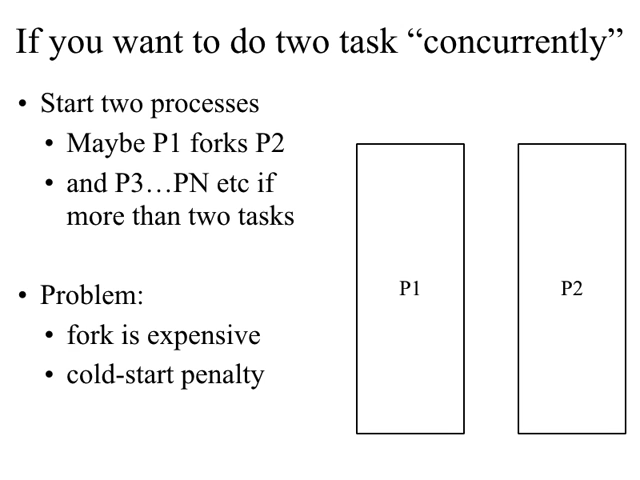 If you want to do two task “concurrently”
• Start two processes
• Maybe P1 forks P2
• and P3…PN etc if
more than two tasks
• Problem:
• fork is expensive
• cold-start penalty
P1
P2